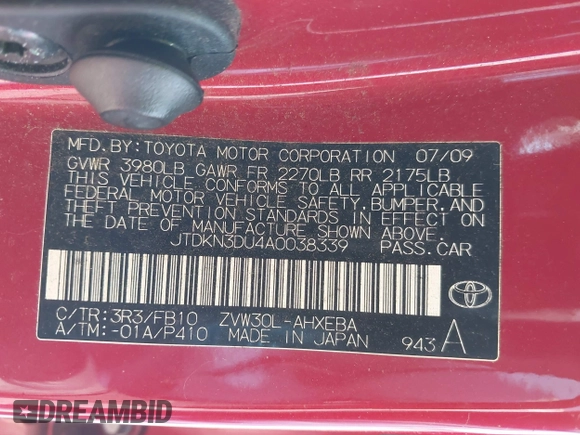 MFD.BY:TOYOTA MOTOR CORPORATION 07/09
GVWR 3980LB GAWR FR 2270LB RR 2175LB
THIS VEHICLE CONFORMS TO ALL APPLICABLE
FEDERAL MOTOR VEHICLE SAFETY,BUMPER,AND
THEFT PREVENTION STANDARDS IN EFFECT ON
THE DATE OF MANUFACTURE SHOWN ABOVE.
JTDKN3DU4A0038339 PASS.CAR
C/TR:3R3/FB10 ZVW30L-AHXEBA
A/TM:-01A/P410 MADE IN JAPAN 943 A
DREAMBID